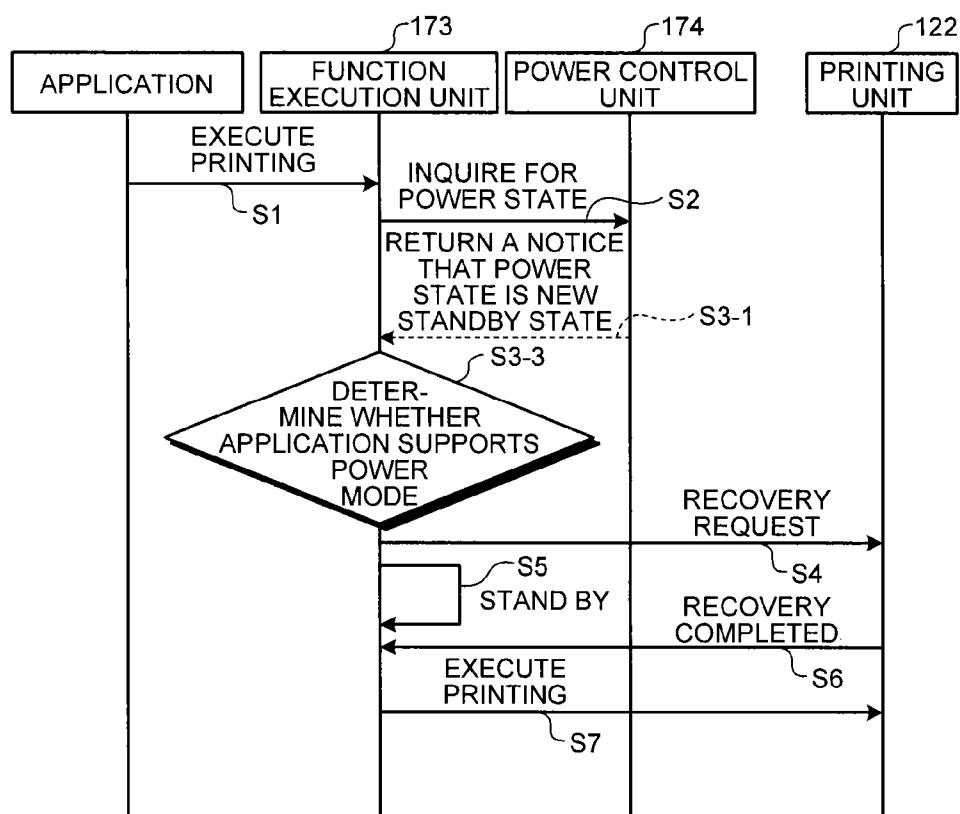 173
174
122
APPLICATION
FUNCTION
EXECUTION UNIT
POWER CONTROL
UNIT
PRINTING
UNIT
EXECUTE
PRINTING
S1
INQUIRE FOR
POWER STATE
S2
RETURN A NOTICE
THAT POWER
STATE IS NEW
STANDBY STATE
S3-1
S3-3
DETER-
MINE WHETHER
APPLICATION SUPPORTS
POWER
MODE
RECOVERY
REQUEST
S4
S5
STAND BY
RECOVERY
COMPLETED
S6
EXECUTE
PRINTING
S7